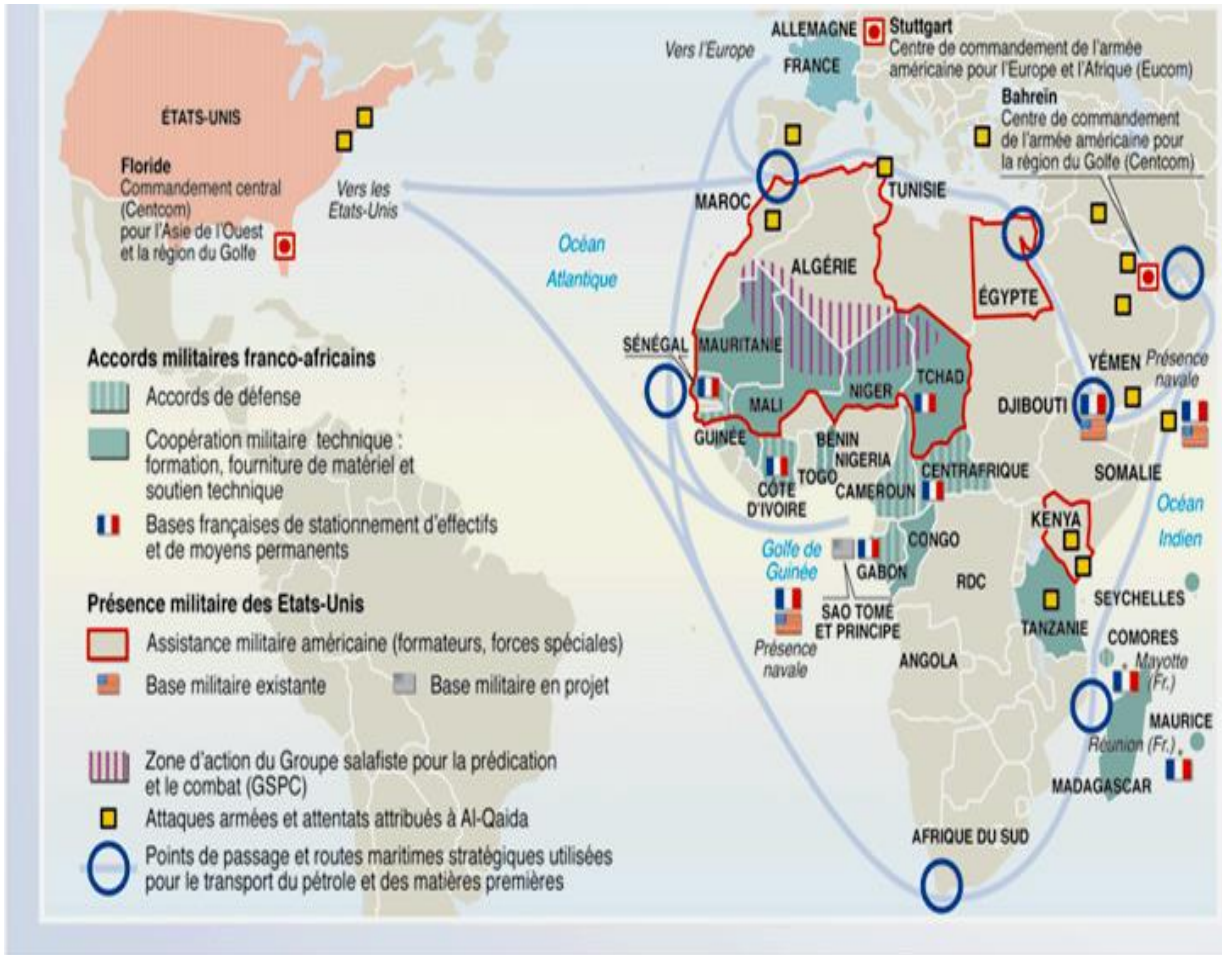 ÉTATS-UNIS
Floride
Commandement central
(Centcom)
pour l'Asie de l'Ouest
et la région du Golfe
Vers les
Etats-Unis
Océan
Atlantique
Vers l'Europe
ALLEMAGNE
FRANCE
Stuttgart
Centre de commandement de l'armée
américaine pour l'Europe et l'Afrique (Eucom)
Bahreïn
Centre de commandement
de l'armée américaine pour
la région du Golfe (Centcom)
MAROC
TUNISIE
ALGÉRIE
ÉGYPTE
SÉNÉGAL
MAURITANIE
MALI
NIGER
TCHAD
YÉMEN
Présence
navale
DJIBOUTI
GUINÉE
BÉNIN
NIGERIA
TOGO
CENTRAFRIQUE
SOMALIE
CÔTE
D'IVOIRE
CAMEROUN
Océan
Indien
KENYA
Golfe de
Guinée
CONGO
GABON
RDC
SEYCHELLES
SAO TOMÉ
ET PRINCIPE
TANZANIE
Présence
navale
ANGOLA
COMORES
Mayotte
(Fr.)
MAURICE
Réunion (Fr.)
MADAGASCAR
AFRIQUE DU SUD
Accords militaires franco-africains
Accords de défense
Coopération militaire technique :
formation, fourniture de matériel et
soutien technique
Bases françaises de stationnement d'effectifs
et de moyens permanents
Présence militaire des Etats-Unis
Assistance militaire américaine (formateurs, forces spéciales)
Base militaire existante
Base militaire en projet
Zone d'action du Groupe salafiste pour la prédication
et le combat (GSPC)
Attaques armées et attentats attribués à Al-Qaida
Points de passage et routes maritimes stratégiques utilisées
pour le transport du pétrole et des matières premières